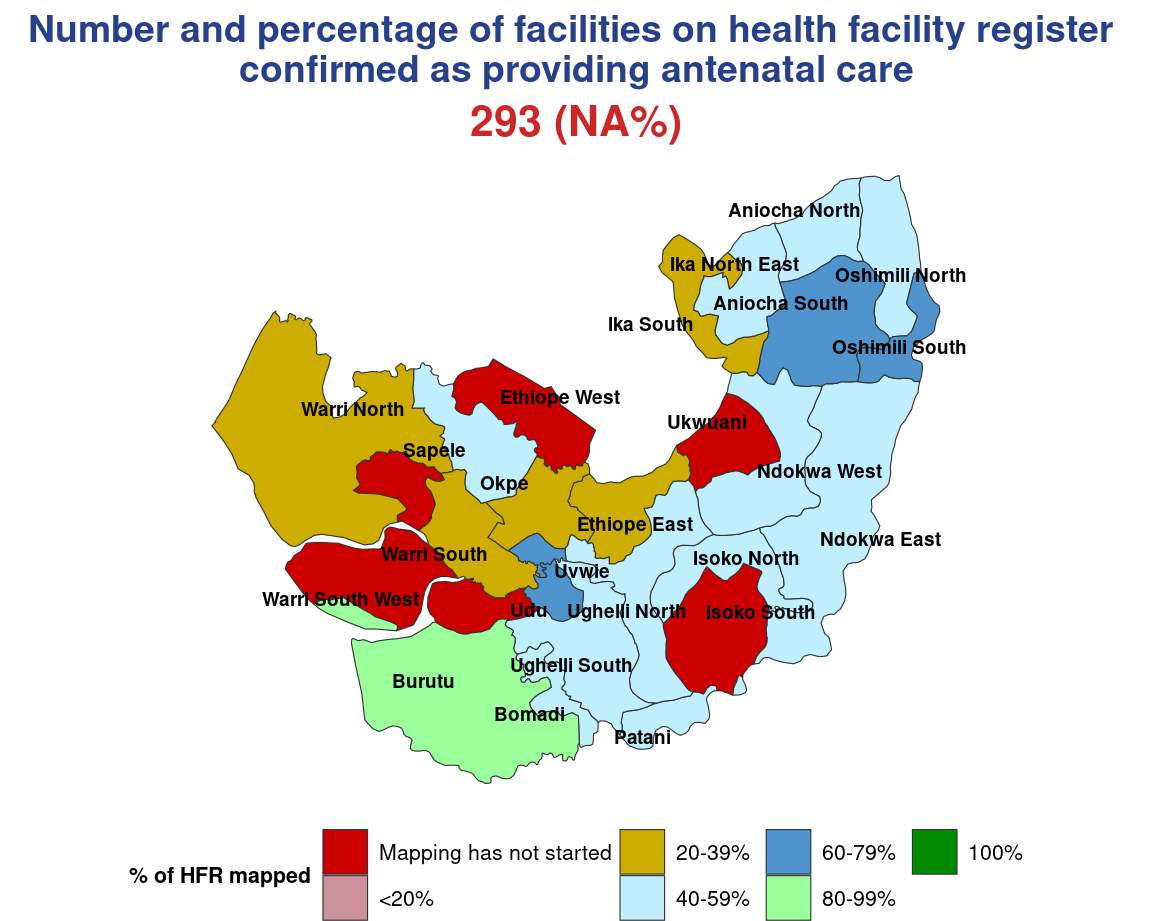 Number and percentage of facilities on health facility register
confirmed as providing antenatal care
293 (NA%)
Aniocha North
Ika North East
Oshimili North
Aniocha South
Ika South
Oshimili South
Ethiope West
Warri North
Ukwuani
Sapele
Ndokwa West
Okpe
Ethiope East
Ndokwa East
Warri South
Isoko North
Uvwie
Warri South West
Udu
Ughelli North
Isoko South
Ughelli South
Burutu
Bomadi
Patani
% of HFR mapped
Mapping has not started
<20%
20-39%
40-59%
60-79%
80-99%
100%